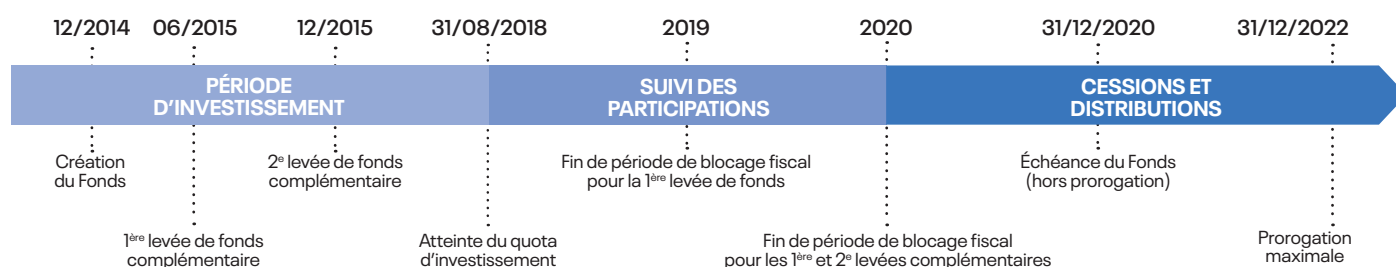 12/2014 06/2015 12/2015 31/08/2018 2019 2020 31/12/2020 31/12/2022
PÉRIODE
D'INVESTISSEMENT
SUIVI DES
PARTICIPATIONS
CESSIONS ET
DISTRIBUTIONS
Création
du Fonds
2e levée de fonds
complémentaire
Fin de période de blocage fiscal
pour la 1ère levée de fonds
Échéance du Fonds
(hors prorogation)
1ère levée de fonds
complémentaire
Atteinte du quota
d'investissement
Fin de période de blocage fiscal
pour les 1ère et 2e levées complémentaires
Prorogation
maximale